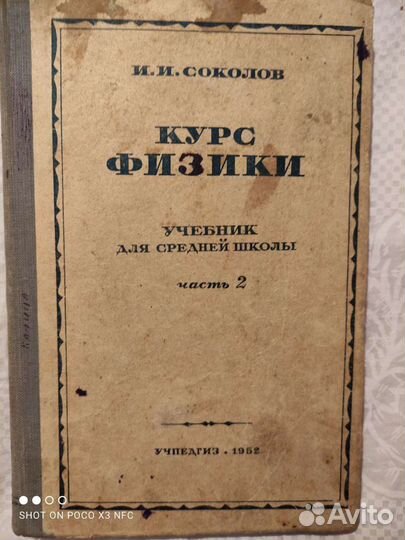 И.И.СОКОЛОВ
КУРС
ФИЗИКИ
УЧЕБНИК
ДЛЯ СРЕДНЕЙ ШКОЛЫ
часть 2
УЧПЕДГИЗ • 1952
SHOT ON POCO X3 NFC
Avito